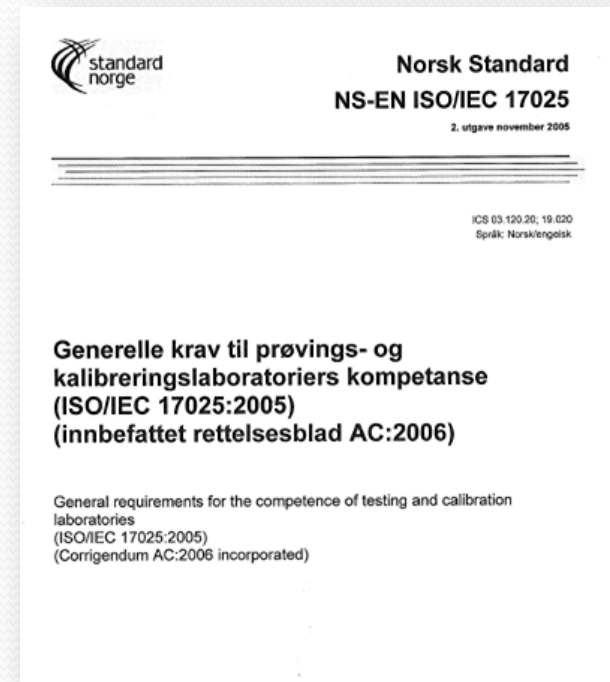 standard
norge
Norsk Standard
NS-EN ISO/IEC 17025
2. utgave november 2005
ICS 03.120.20; 19.020
Språk: Norsk/engelsk
Generelle krav til prøvings- og
kalibreringslaboratoriers kompetanse
(ISO/IEC 17025:2005)
(innbefattet rettelsesblad AC:2006)
General requirements for the competence of testing and calibration
laboratories
(ISO/IEC 17025:2005)
(Corrigendum AC:2006 incorporated)